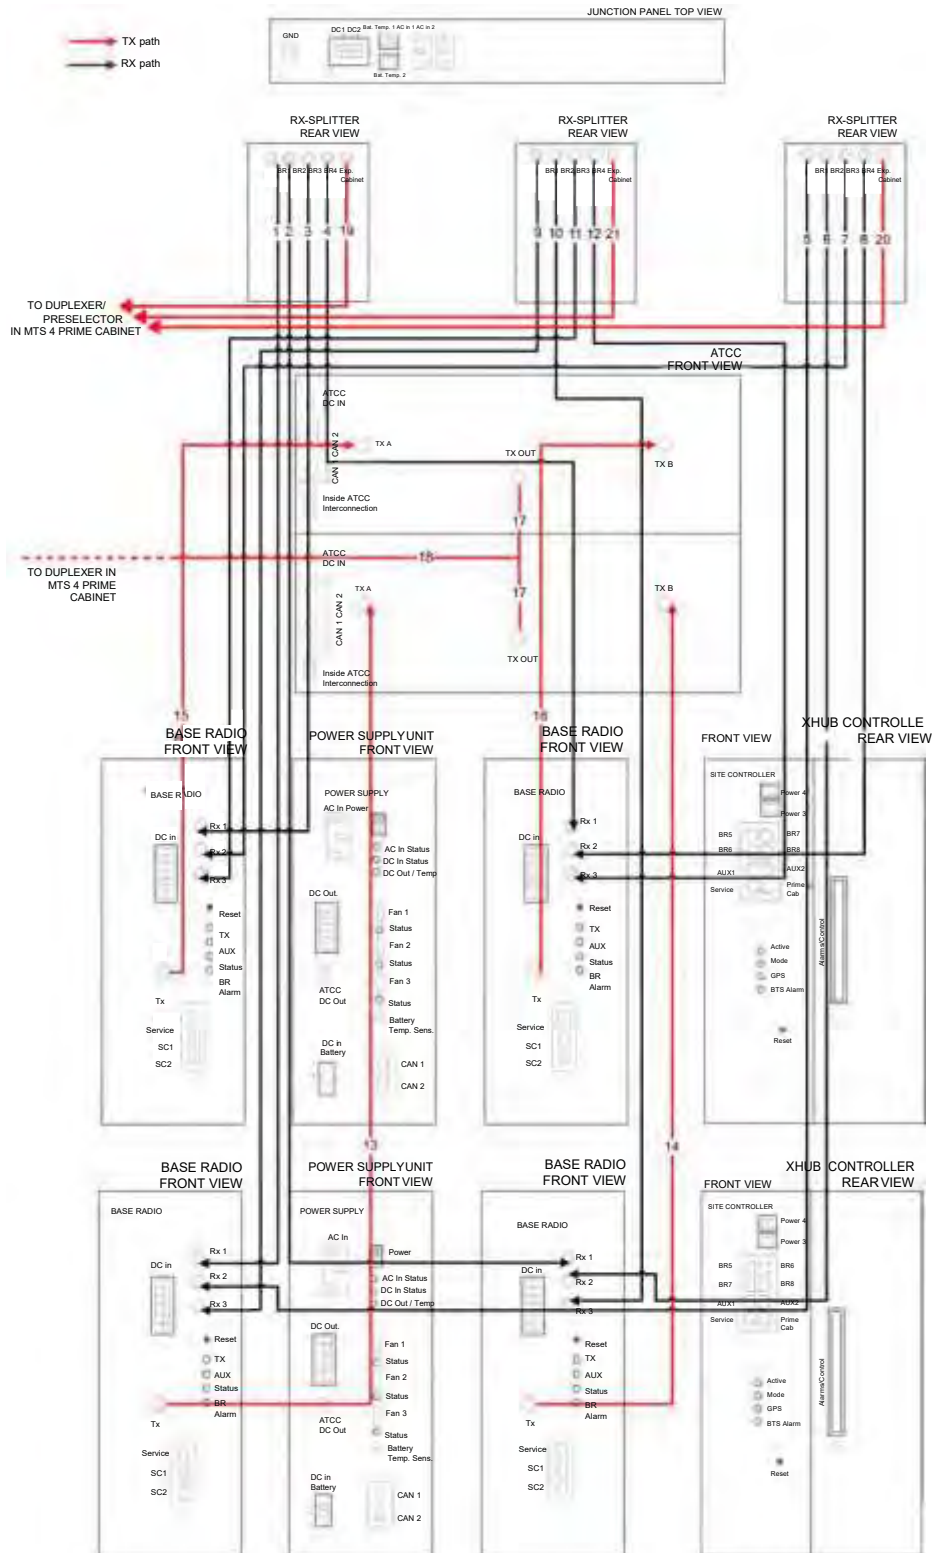 JUNCTION PANEL TOP VIEW
GND
DC1 DC2
Bat. Temp. 1 AC in 1 AC in 2
Bat. Temp. 2
TX path
RX path
RX-SPLITTER
REAR VIEW
BR1 BR2 BR3 BR4 Exp.
Cabinet
1 2 3 4 19
RX-SPLITTER
REAR VIEW
BR1 BR2 BR3 BR4 Exp.
Cabinet
9 10 11 12 21
RX-SPLITTER
REAR VIEW
BR1 BR2 BR3 BR4 Exp.
Cabinet
5 6 7 8 20
TO DUPLEXER/
PRESELECTOR
IN MTS 4 PRIME CABINET
ATCC
FRONT VIEW
ATCC
DC IN
CAN 1 CAN 2
TX A
TX OUT
TX B
Inside ATCC
Interconnection
17
ATCC
DC IN
18
17
TO DUPLEXER IN
MTS 4 PRIME
CABINET
CAN 1 CAN 2
TX A
TX B
TX OUT
Inside ATCC
Interconnection
15
16
BASE RADIO
FRONT VIEW
BASE RADIO
DC in
Rx 1
Rx 2
Rx 3
Reset
TX
AUX
Status
BR
Alarm
Tx
Service
SC1
SC2
POWER SUPPLY UNIT
FRONT VIEW
POWER SUPPLY
AC In Power
AC In Status
DC In Status
DC Out / Temp
DC Out.
Fan 1
Status
Fan 2
Status
Fan 3
Status
ATCC
DC Out
Battery
Temp. Sens.
DC in
Battery
CAN 1
CAN 2
BASE RADIO
FRONT VIEW
BASE RADIO
DC in
Rx 1
Rx 2
Rx 3
Reset
TX
AUX
Status
BR
Alarm
Tx
Service
SC1
SC2
XHUB CONTROLLE
FRONT VIEW
REAR VIEW
SITE CONTROLLER
Power 4
Power 3
BR5
BR7
BR6
BR8
AUX1
AUX2
Service
Prime
Cab
Alarms/Control
Active
Mode
GPS
BTS Alarm
Reset
13
14
BASE RADIO
FRONT VIEW
BASE RADIO
DC in
Rx 1
Rx 2
Rx 3
Reset
TX
AUX
Status
BR
Alarm
Tx
Service
SC1
SC2
POWER SUPPLY UNIT
FRONT VIEW
POWER SUPPLY
AC In
Power
AC In Status
DC In Status
DC Out / Temp
DC Out.
Fan 1
Status
Fan 2
Status
Fan 3
Status
ATCC
DC Out
Battery
Temp. Sens.
DC in
Battery
CAN 1
CAN 2
BASE RADIO
FRONT VIEW
BASE RADIO
DC in
Rx 1
Rx 2
Rx 3
Reset
TX
AUX
Status
BR
Alarm
Tx
Service
SC1
SC2
XHUB CONTROLLER
FRONT VIEW
REAR VIEW
SITE CONTROLLER
Power 4
Power 3
BR5
BR6
BR7
BR8
AUX1
AUX2
Service
Prime
Cab
Alarms/Control
Active
Mode
GPS
BTS Alarm
Reset